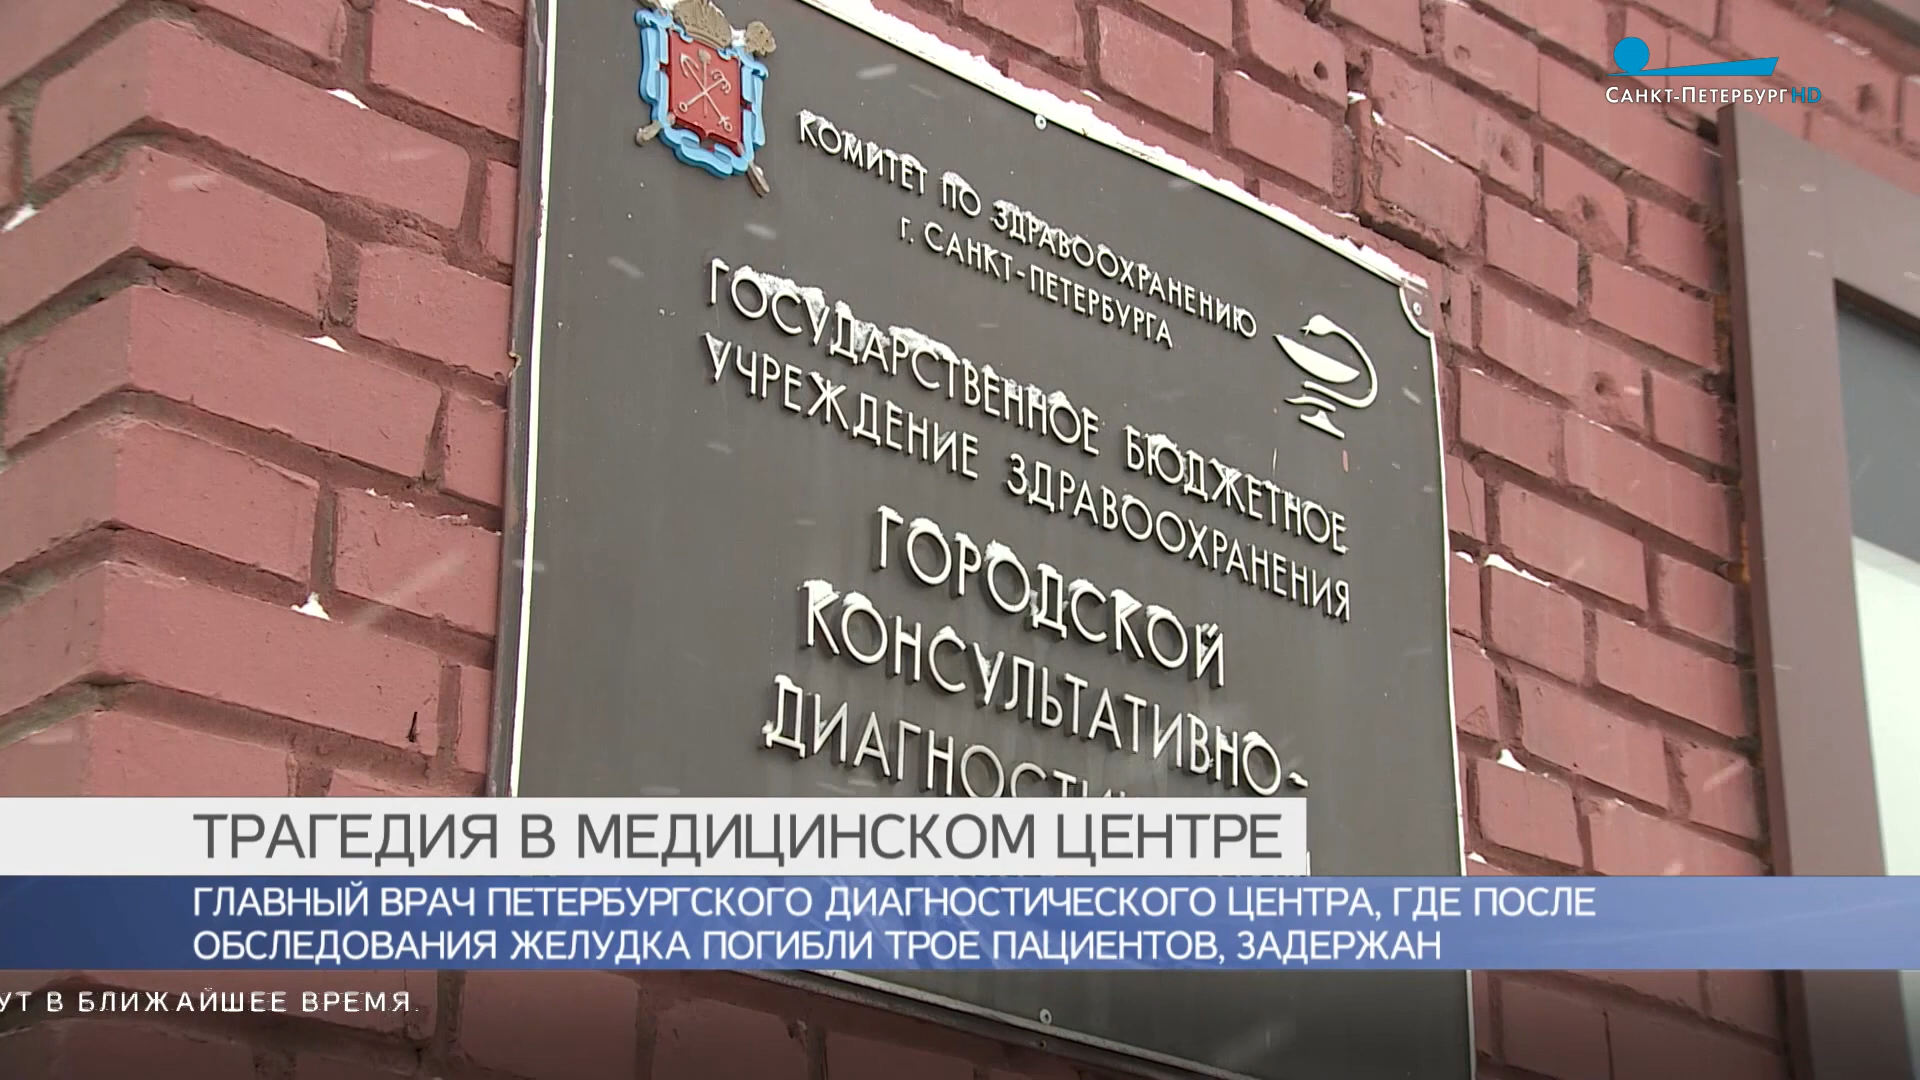 САНКТ-ПЕТЕРБУРГ HD
КОМИТЕТ ПО ЗДРАВООХРАНЕНИЮ
Г. САНКТ-ПЕТЕРБУРГА
ГОСУДАРСТВЕННОЕ БЮДЖЕТНОЕ
УЧРЕЖДЕНИЕ ЗДРАВООХРАНЕНИЯ
ГОРОДСКОЙ
КОНСУЛЬТАТИВНО-
ТРАГЕДИЯ В МЕДИЦИНСКОМ ЦЕНТРЕ
ГЛАВНЫЙ ВРАЧ ПЕТЕРБУРГСКОГО ДИАГНОСТИЧЕСКОГО ЦЕНТРА, ГДЕ ПОСЛЕ
ОБСЛЕДОВАНИЯ ЖЕЛУДКА ПОГИБЛИ ТРОЕ ПАЦИЕНТОВ, ЗАДЕРЖАН
В БЛИЖАЙШЕЕ ВРЕМЯ.